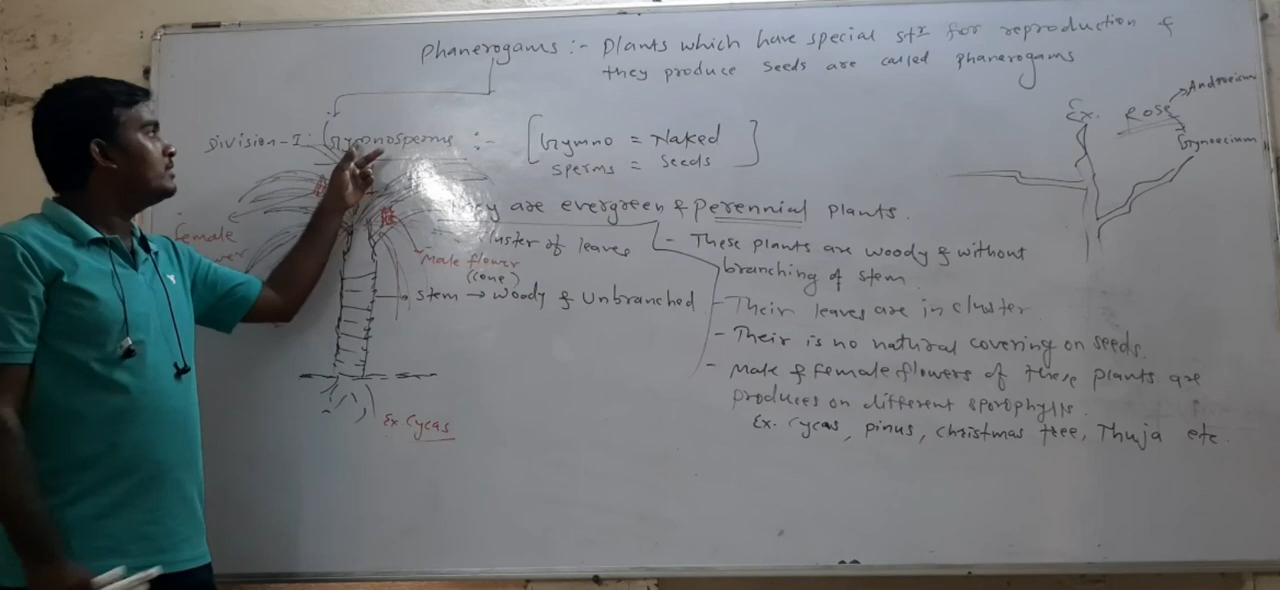 Phanerogams :- Plants which have special str for reproduction &
they produce seeds are called phanerogams
Division-I: Gymnosperms :- [Gymno = Naked
sperms = Seeds]
Ex. Rose
Androecium
Gynoecium
are evergreen & perennial plants.
Female
Male flower
(cone)
luster of leaves
Stem → Woody & Unbranched
Ex. Cycas
- These plants are woody & without
branching of stem
- Their leaves are in cluster
- Their is no natural covering on seeds.
- Male & female flowers of these plants are
produces on different sporophylls.
Ex. Cycas, pinus, christmas tree, Thuja etc.